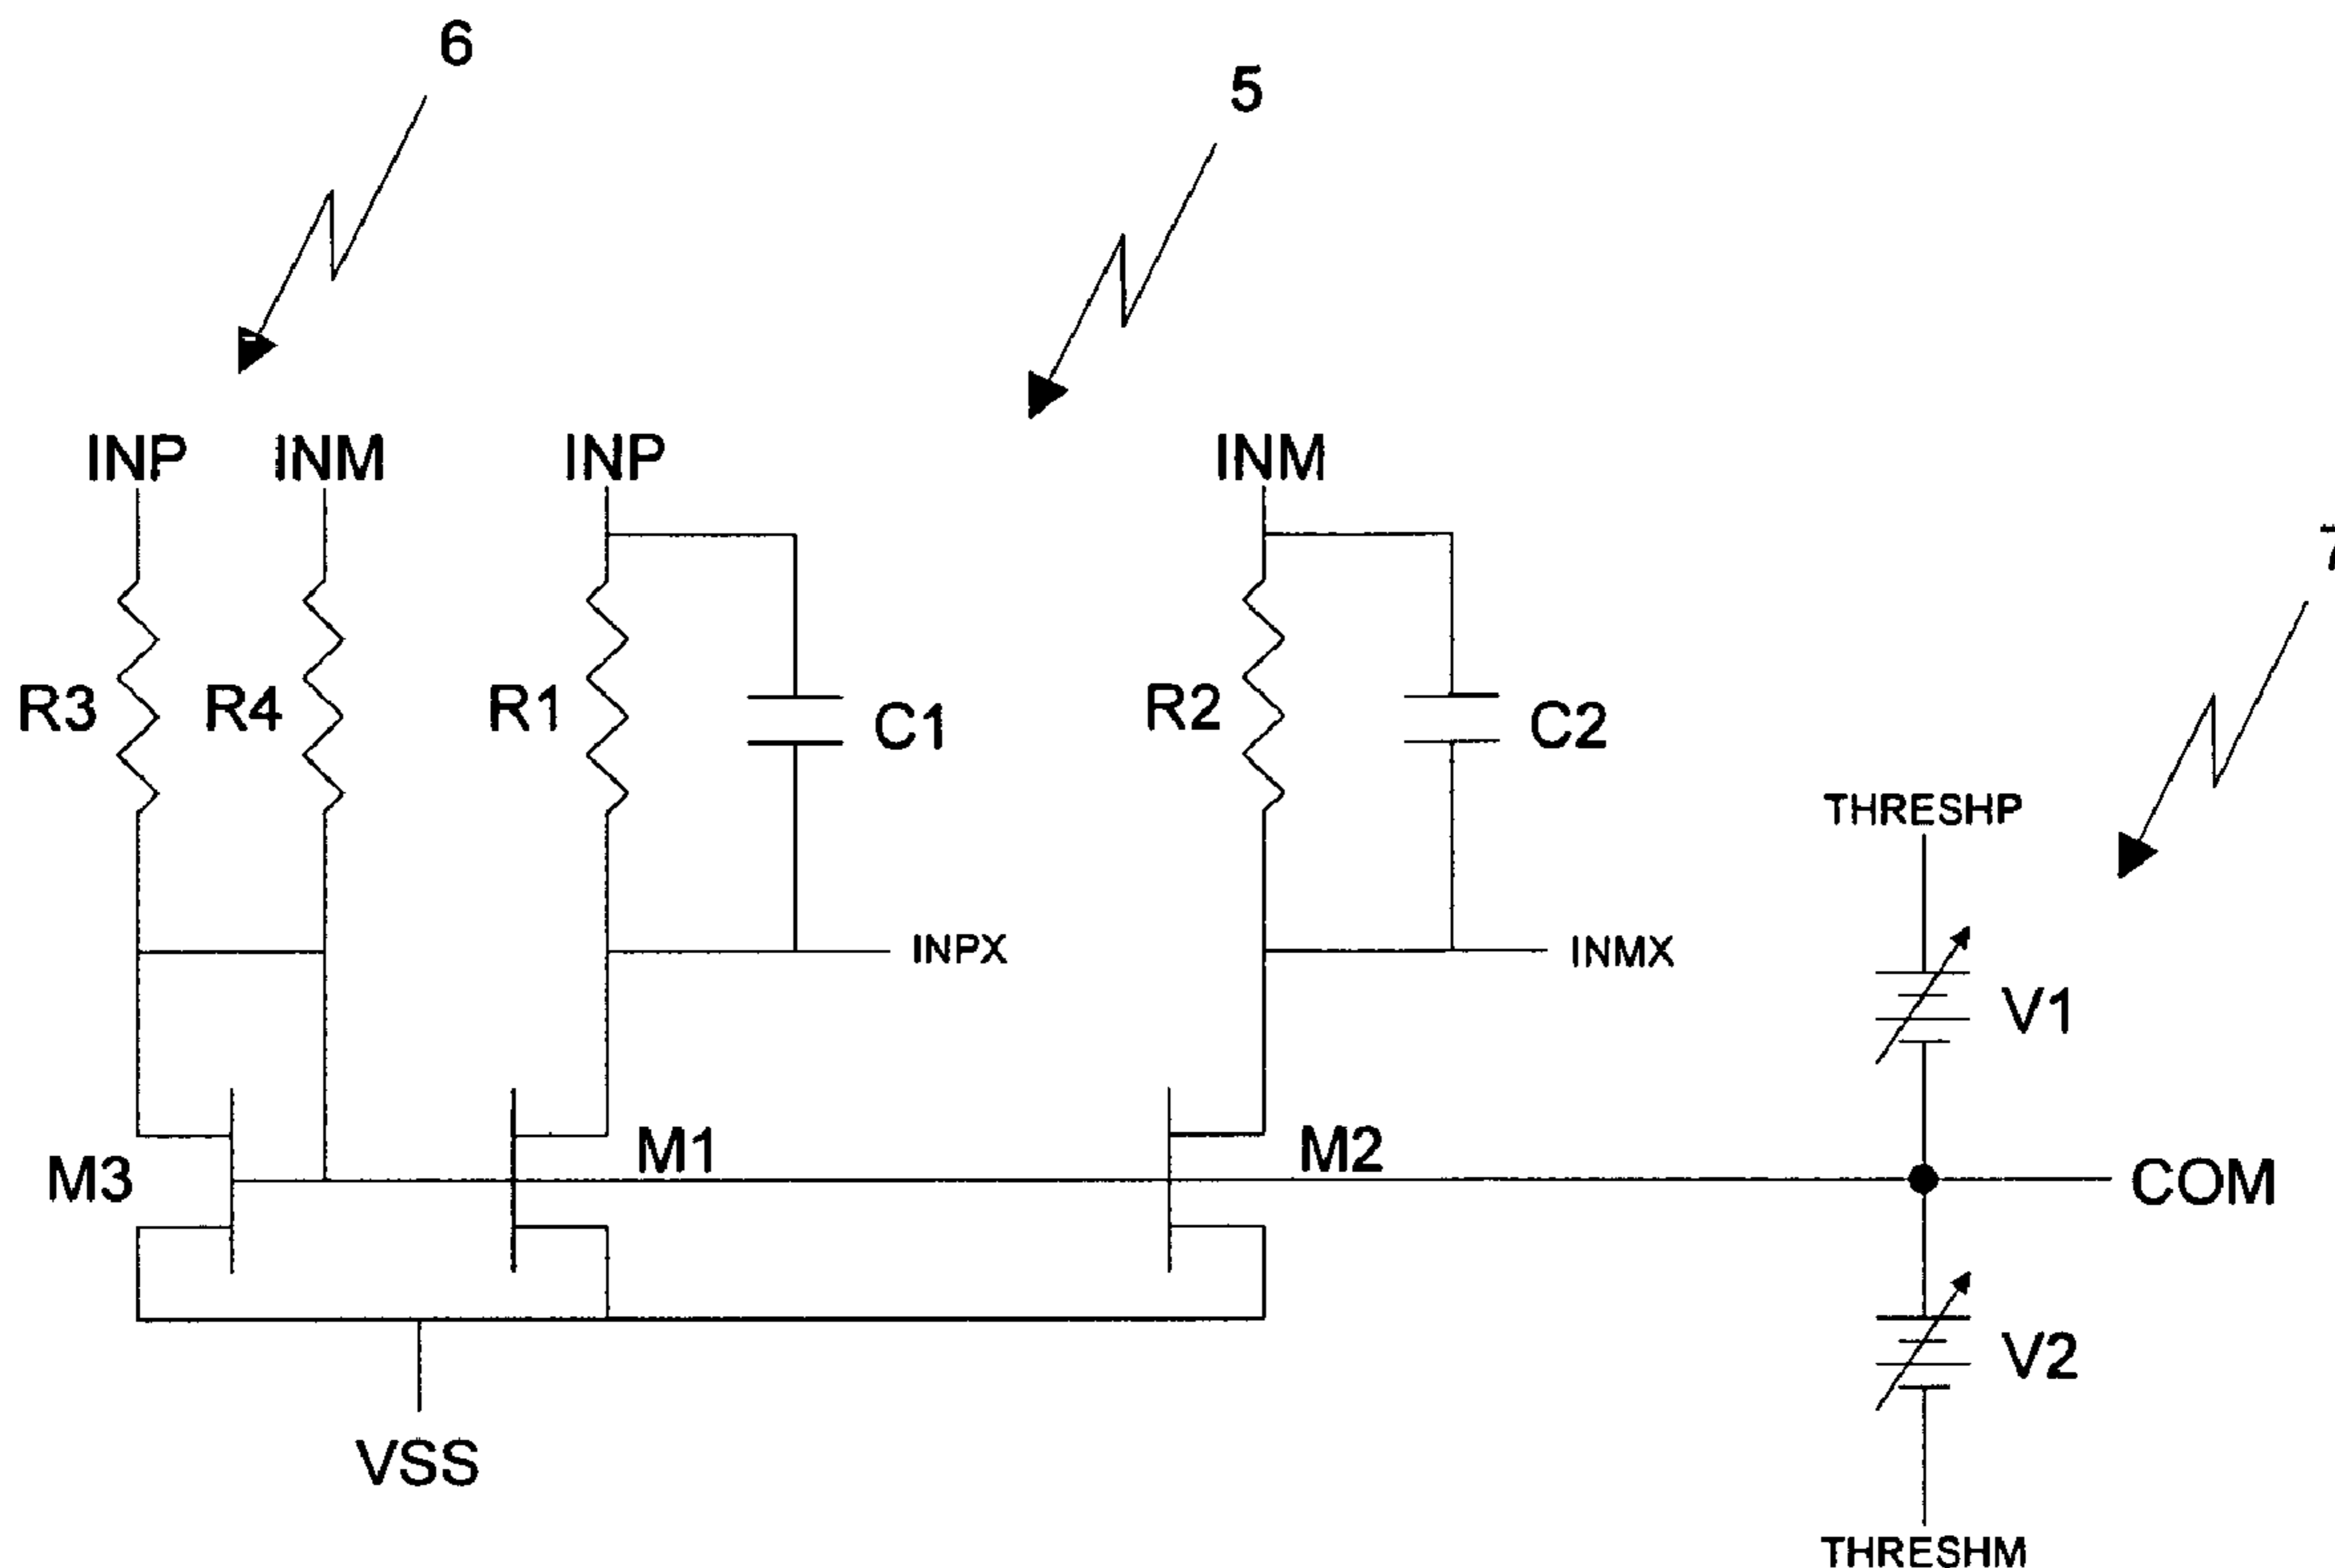 6
5
INP INM INP INM
7
R3 R4 R1 C1 R2 C2
THRESHP
INPX INMX
V1
M3 M1 M2 COM
V2
VSS
THRESHM